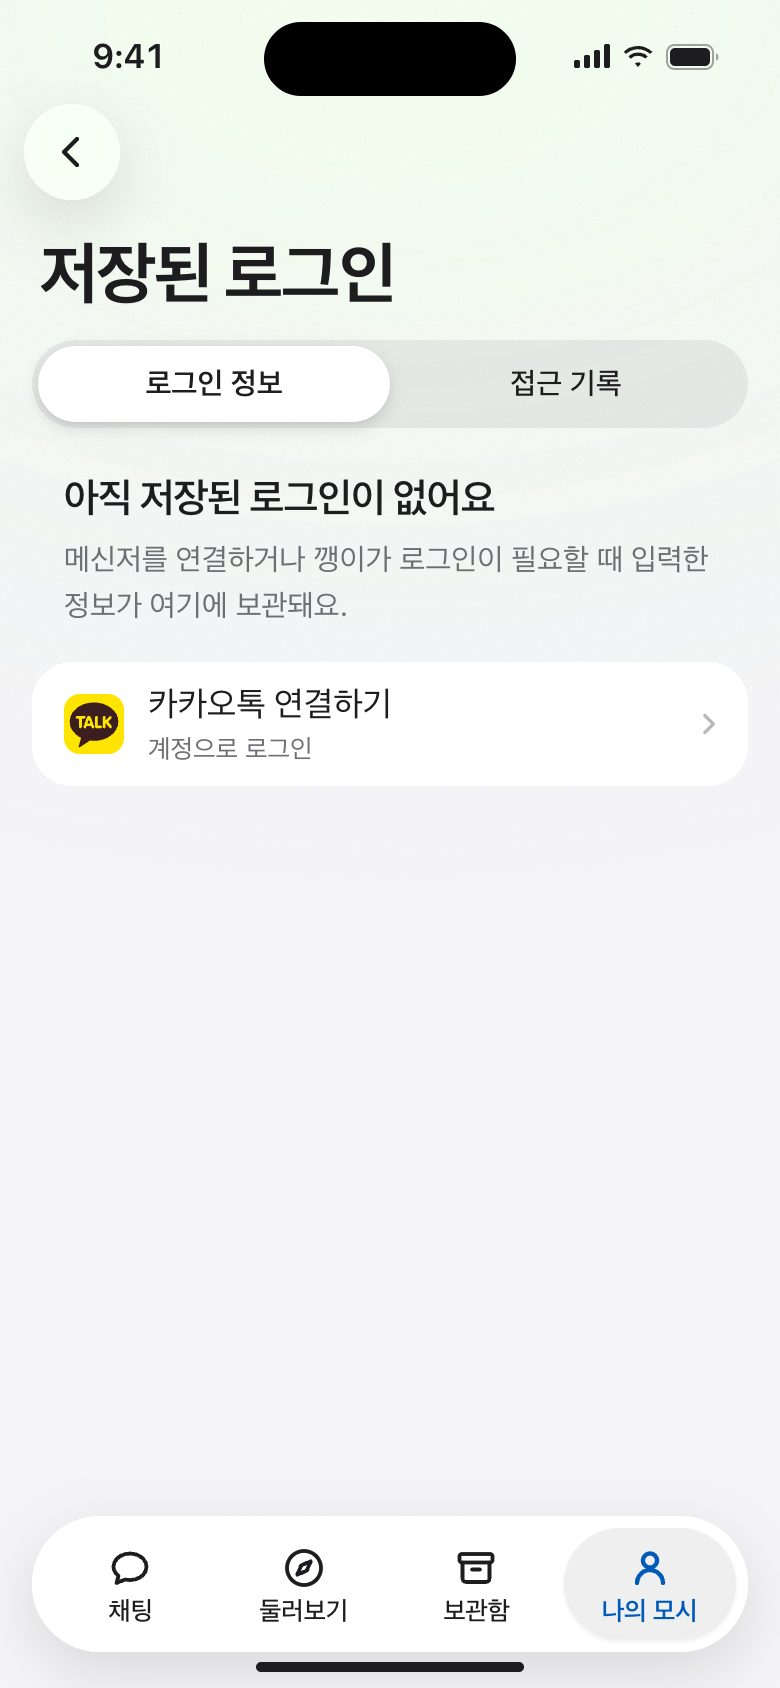 9:41
저장된 로그인
로그인 정보
접근 기록
아직 저장된 로그인이 없어요
메신저를 연결하거나 깽이가 로그인이 필요할 때 입력한
정보가 여기에 보관돼요.
TALK
카카오톡 연결하기
계정으로 로그인
채팅
둘러보기
보관함
나의 모시